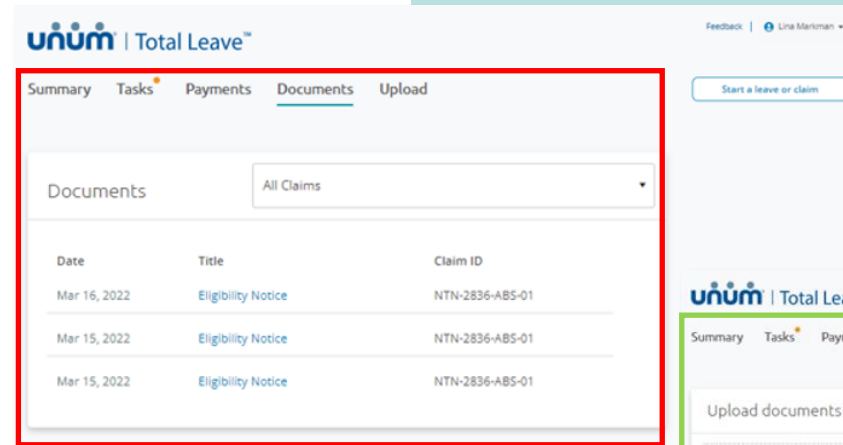 unum | Total Leave™
Feedback | Lina Markman
Summary Tasks Payments Documents Upload
Start a leave or claim
Documents
All Claims
Date Title Claim ID
Mar 16, 2022 Eligibility Notice NTN-2836-ABS-01
Mar 15, 2022 Eligibility Notice NTN-2836-ABS-01
Mar 15, 2022 Eligibility Notice NTN-2836-ABS-01
unum | Total Lea
Summary Tasks Payn
Upload documents